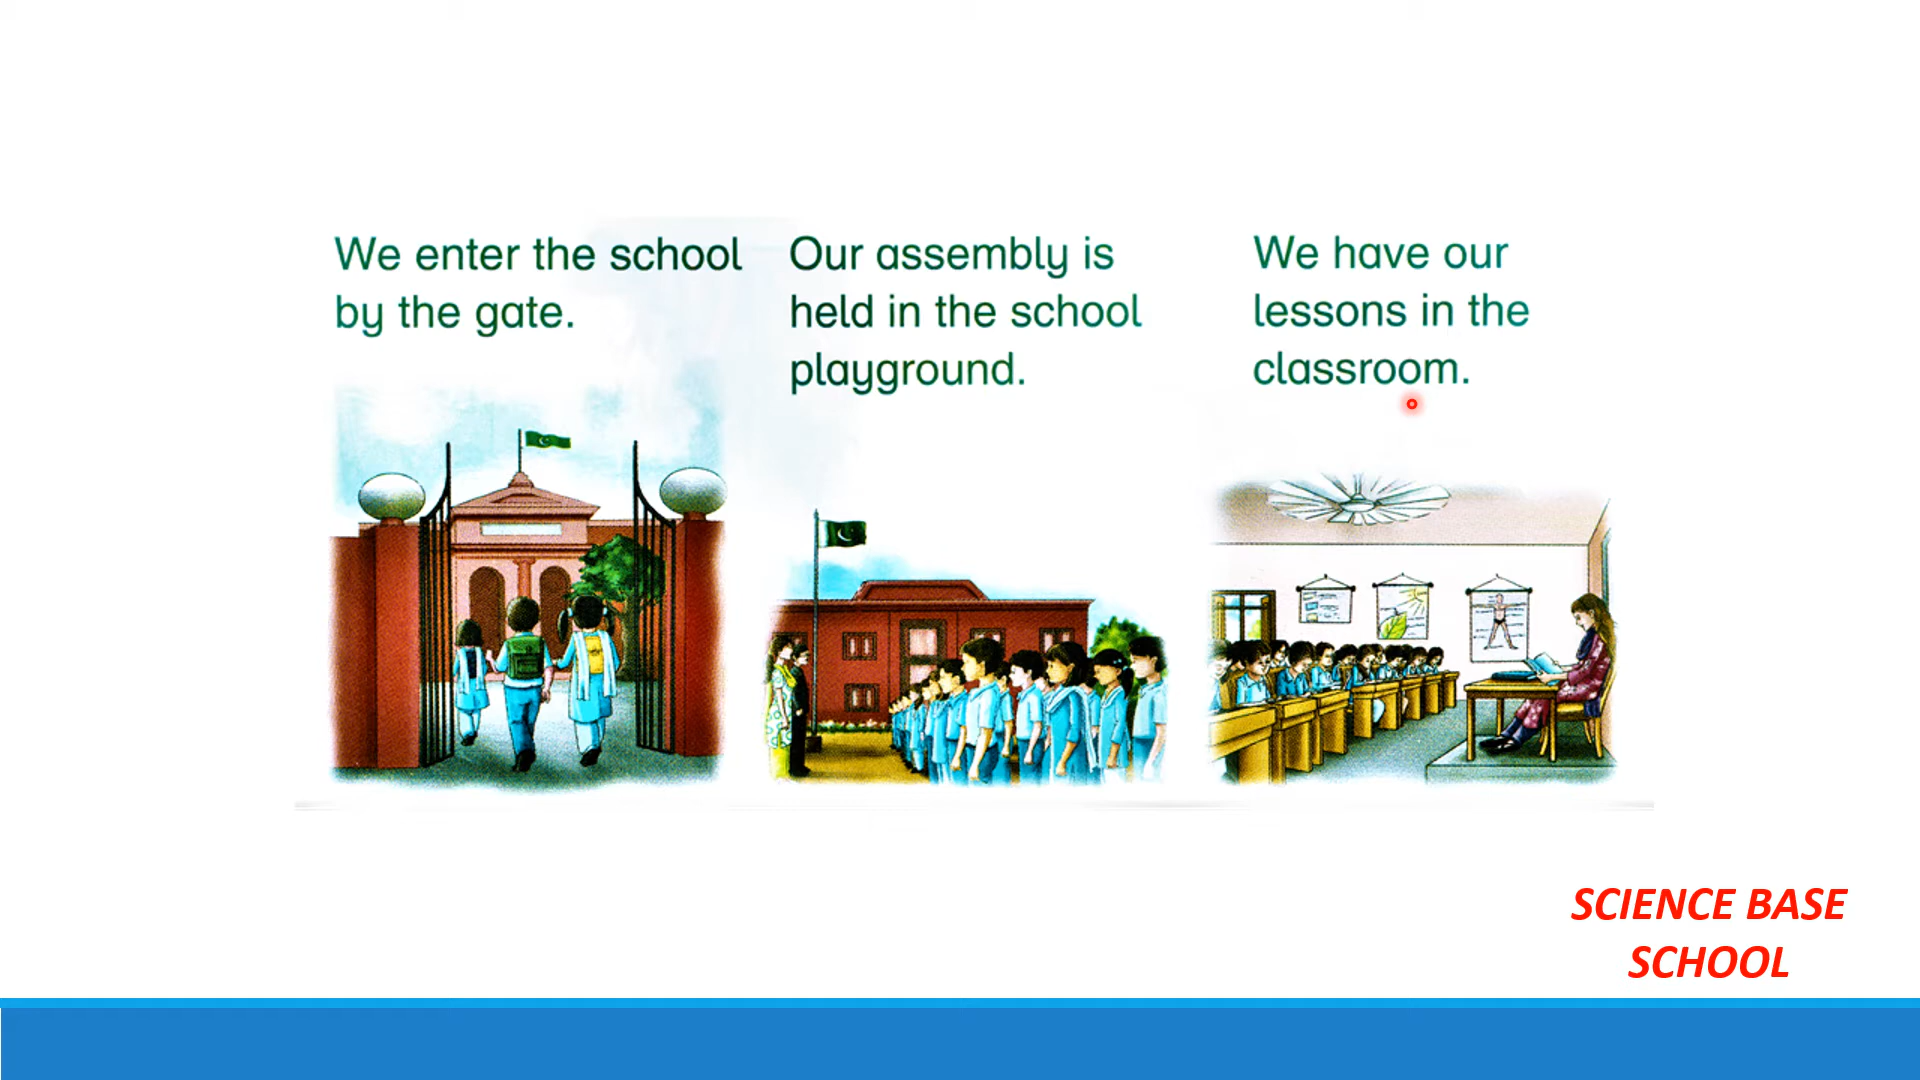 We enter the school
by the gate.
Our assembly is
held in the school
playground.
We have our
lessons in the
classroom.
SCIENCE BASE
SCHOOL